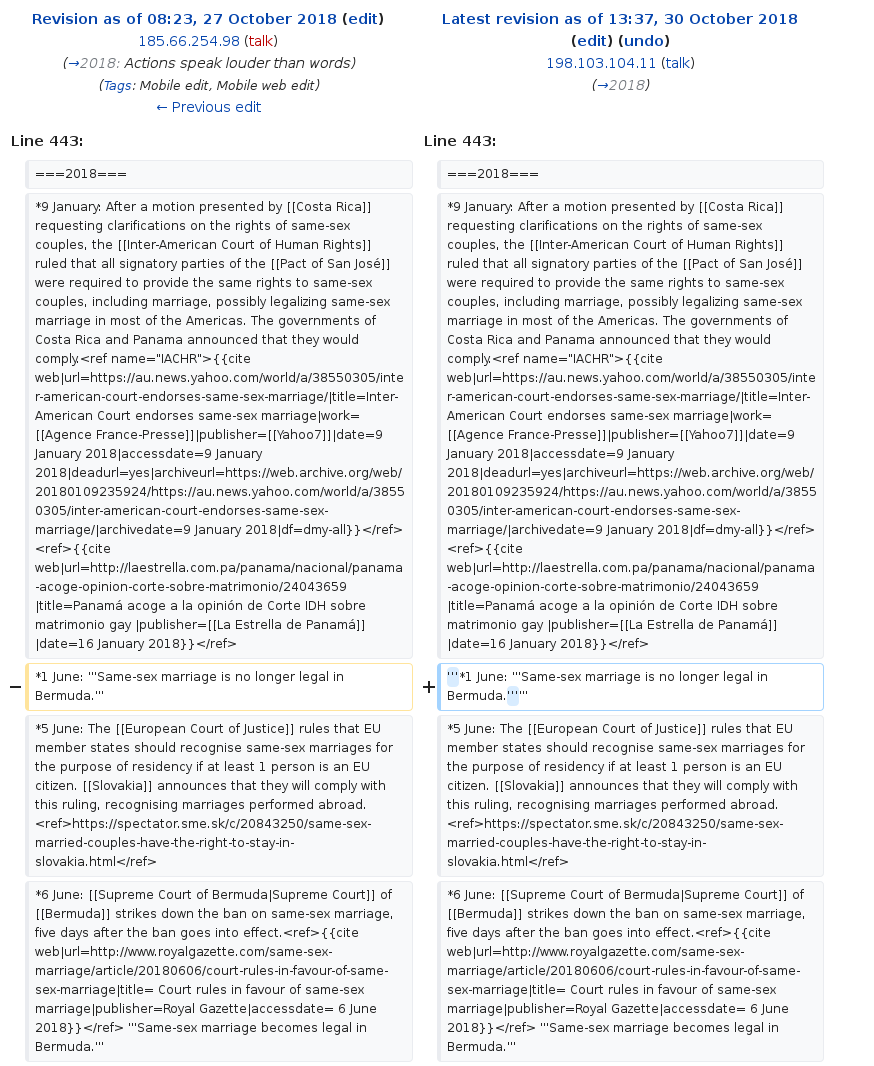 Revision as of 08:23, 27 October 2018 (edit)
185.66.254.98 (talk)
(→2018: Actions speak louder than words)
(Tags: Mobile edit, Mobile web edit)
← Previous edit
Latest revision as of 13:37, 30 October 2018
(edit) (undo)
198.103.104.11 (talk)
(→2018)
Line 443:
Line 443:
===2018===
===2018===
*9 January: After a motion presented by [[Costa Rica]]
requesting clarifications on the rights of same-sex
couples, the [[Inter-American Court of Human Rights]]
ruled that all signatory parties of the [[Pact of San José]]
were required to provide the same rights to same-sex
couples, including marriage, possibly legalizing same-sex
marriage in most of the Americas. The governments of
Costa Rica and Panama announced that they would
comply.<ref name="IACHR">{{cite
web|url=https://au.news.yahoo.com/world/a/38550305/inte
r-american-court-endorses-same-sex-marriage/|title=Inter-
American Court endorses same-sex marriage|work=
[[Agence France-Presse]]|publisher=[[Yahoo7]]|date=9
January 2018|accessdate=9 January
2018|deadurl=yes|archiveurl=https://web.archive.org/web/
20180109235924/https://au.news.yahoo.com/world/a/3855
0305/inter-american-court-endorses-same-sex-
marriage/|archivedate=9 January 2018|df=dmy-all}}</ref>
<ref>{{cite
web|url=http://laestrella.com.pa/panama/nacional/panama
-acoge-opinion-corte-sobre-matrimonio/24043659
|title=Panamá acoge a la opinión de Corte IDH sobre
matrimonio gay |publisher=[[La Estrella de Panamá]]
|date=16 January 2018}}</ref>
*9 January: After a motion presented by [[Costa Rica]]
requesting clarifications on the rights of same-sex
couples, the [[Inter-American Court of Human Rights]]
ruled that all signatory parties of the [[Pact of San José]]
were required to provide the same rights to same-sex
couples, including marriage, possibly legalizing same-sex
marriage in most of the Americas. The governments of
Costa Rica and Panama announced that they would
comply.<ref name="IACHR">{{cite
web|url=https://au.news.yahoo.com/world/a/38550305/inte
r-american-court-endorses-same-sex-marriage/|title=Inter-
American Court endorses same-sex marriage|work=
[[Agence France-Presse]]|publisher=[[Yahoo7]]|date=9
January 2018|accessdate=9 January
2018|deadurl=yes|archiveurl=https://web.archive.org/web/
20180109235924/https://au.news.yahoo.com/world/a/3855
0305/inter-american-court-endorses-same-sex-
marriage/|archivedate=9 January 2018|df=dmy-all}}</ref>
<ref>{{cite
web|url=http://laestrella.com.pa/panama/nacional/panama
-acoge-opinion-corte-sobre-matrimonio/24043659
|title=Panamá acoge a la opinión de Corte IDH sobre
matrimonio gay |publisher=[[La Estrella de Panamá]]
|date=16 January 2018}}</ref>
− *1 June: '''Same-sex marriage is no longer legal in
Bermuda.'''
+ '''*1 June: '''Same-sex marriage is no longer legal in
Bermuda.''''''
*5 June: The [[European Court of Justice]] rules that EU
member states should recognise same-sex marriages for
the purpose of residency if at least 1 person is an EU
citizen. [[Slovakia]] announces that they will comply with
this ruling, recognising marriages performed abroad.
<ref>https://spectator.sme.sk/c/20843250/same-sex-
married-couples-have-the-right-to-stay-in-
slovakia.html</ref>
*5 June: The [[European Court of Justice]] rules that EU
member states should recognise same-sex marriages for
the purpose of residency if at least 1 person is an EU
citizen. [[Slovakia]] announces that they will comply with
this ruling, recognising marriages performed abroad.
<ref>https://spectator.sme.sk/c/20843250/same-sex-
married-couples-have-the-right-to-stay-in-
slovakia.html</ref>
*6 June: [[Supreme Court of Bermuda|Supreme Court]] of
[[Bermuda]] strikes down the ban on same-sex marriage,
five days after the ban goes into effect.<ref>{{cite
web|url=http://www.royalgazette.com/same-sex-
marriage/article/20180606/court-rules-in-favour-of-same-
sex-marriage|title= Court rules in favour of same-sex
marriage|publisher=Royal Gazette|accessdate= 6 June
2018}}</ref> '''Same-sex marriage becomes legal in
Bermuda.'''
*6 June: [[Supreme Court of Bermuda|Supreme Court]] of
[[Bermuda]] strikes down the ban on same-sex marriage,
five days after the ban goes into effect.<ref>{{cite
web|url=http://www.royalgazette.com/same-sex-
marriage/article/20180606/court-rules-in-favour-of-same-
sex-marriage|title= Court rules in favour of same-sex
marriage|publisher=Royal Gazette|accessdate= 6 June
2018}}</ref> '''Same-sex marriage becomes legal in
Bermuda.'''